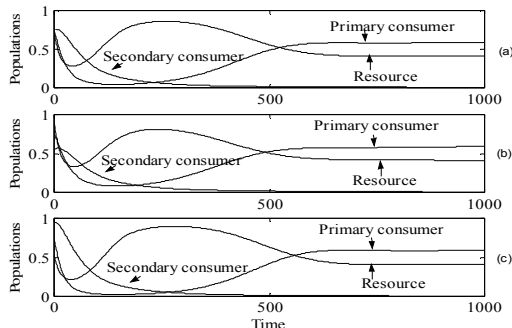 1
Primary consumer
Secondary consumer
Populations
0.5
(a)
Resource
0
0
500
1000
1
Primary consumer
Populations
0.5
Secondary consumer
(b)
Resource
0
0
500
1000
1
Primary consumer
Populations
0.5
Secondary consumer
(c)
Resource
0
0
500
1000
Time